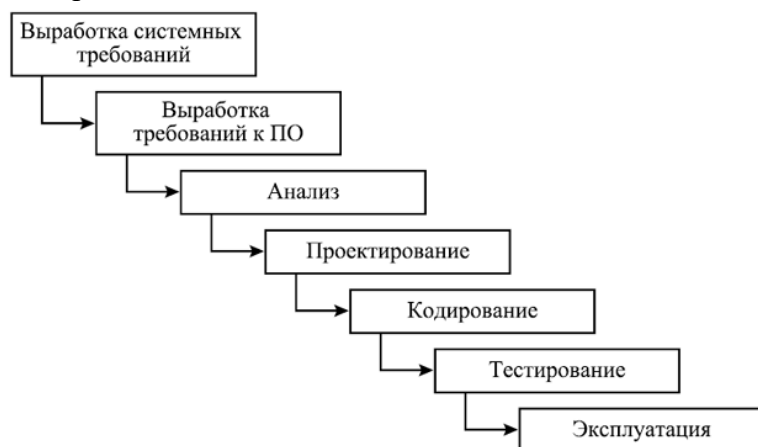 Выработка системных
требований
Выработка
требований к ПО
Анализ
Проектирование
Кодирование
Тестирование
Эксплуатация